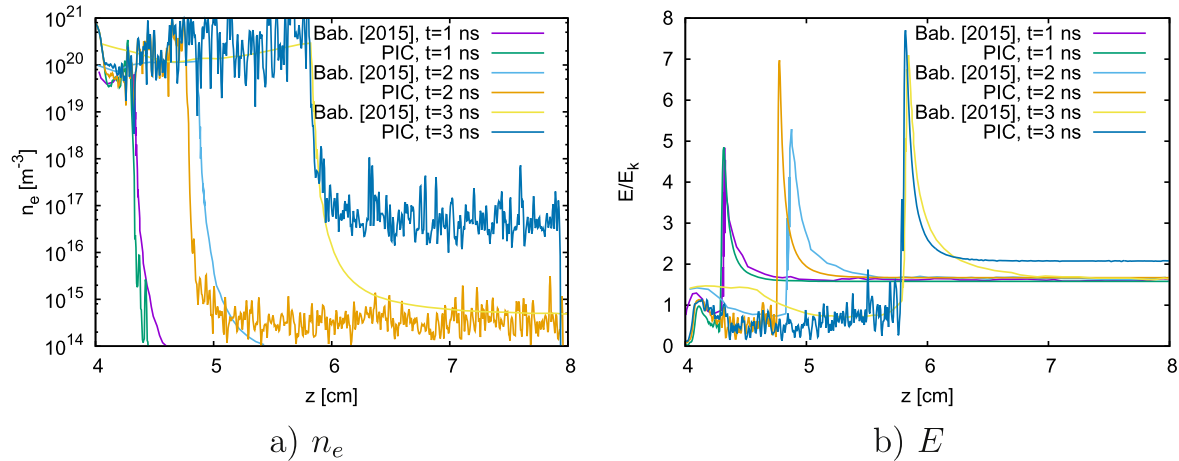 10^21
10^20
10^19
10^18
10^17
10^16
10^15
10^14
n_e [m^-3]
4 5 6 7 8
z [cm]
Bab. [2015], t=1 ns
PIC, t=1 ns
Bab. [2015], t=2 ns
PIC, t=2 ns
Bab. [2015], t=3 ns
PIC, t=3 ns
a) n_e
8
7
6
5
4
3
2
1
0
E/E_k
4 5 6 7 8
z [cm]
Bab. [2015], t=1 ns
PIC, t=1 ns
Bab. [2015], t=2 ns
PIC, t=2 ns
Bab. [2015], t=3 ns
PIC, t=3 ns
b) E